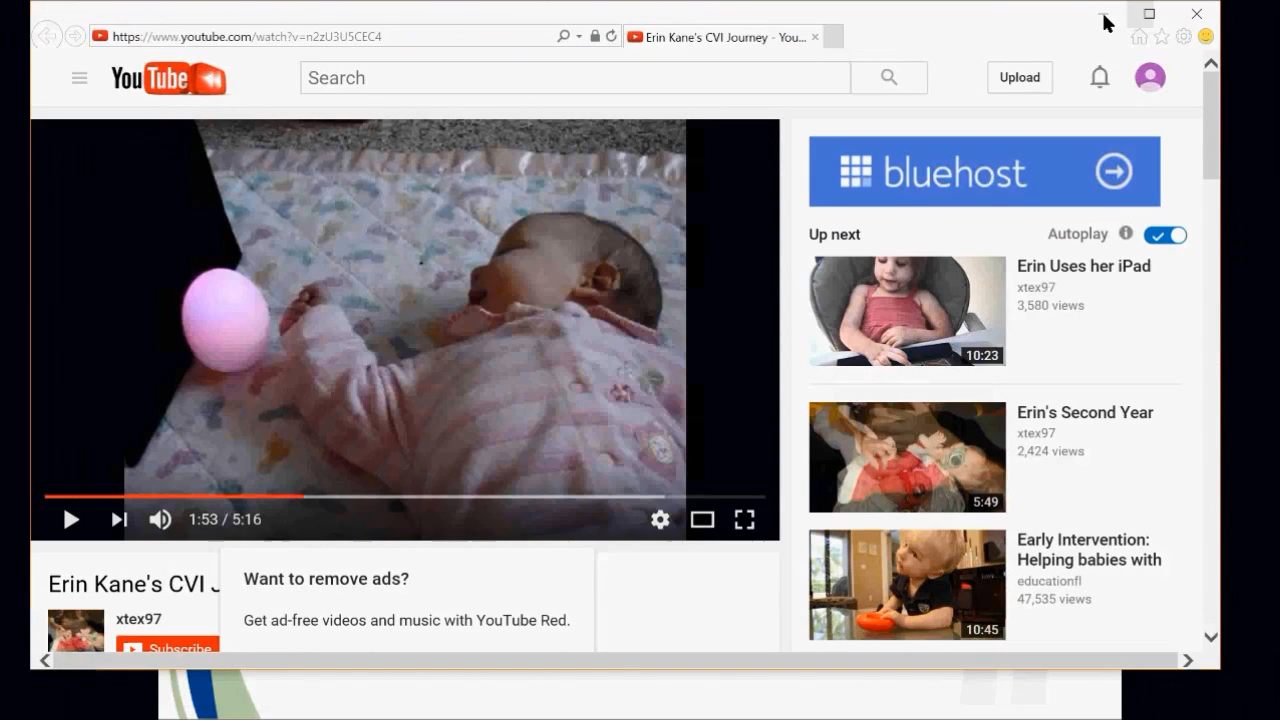 https://www.youtube.com/watch?v=n2zU3U5CEC4
Erin Kane's CVI Journey - You...
YouTube
Search
Upload
bluehost
Up next
Autoplay
Erin Uses her iPad
xtex97
3,580 views
10:23
Erin's Second Year
xtex97
2,424 views
5:49
Early Intervention:
Helping babies with
educationfl
47,535 views
10:45
1:53 / 5:16
Erin Kane's CVI J
xtex97
Subscribe
Want to remove ads?
Get ad-free videos and music with YouTube Red.